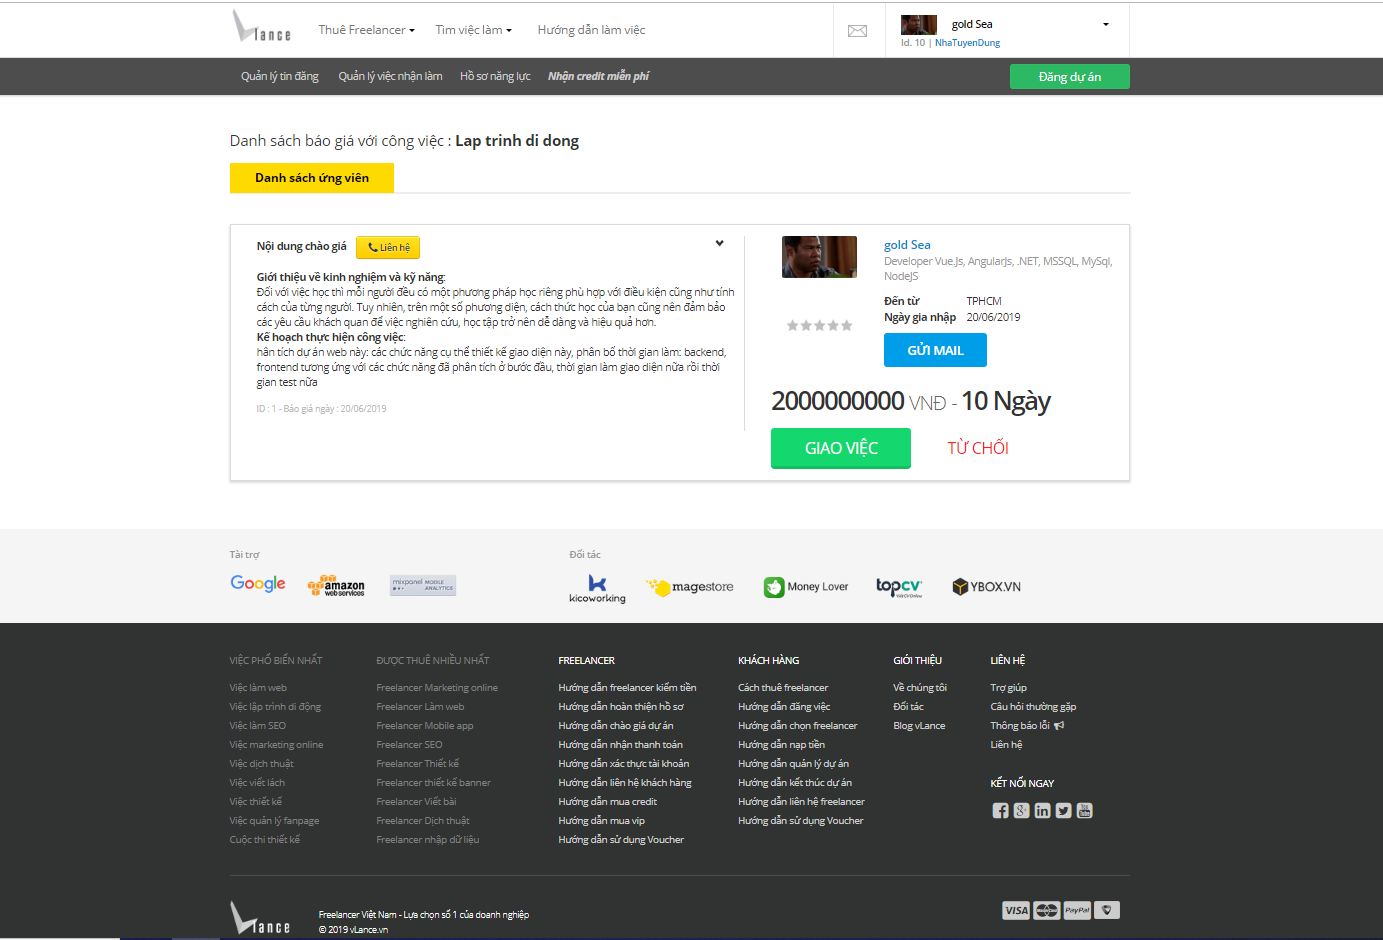 Vlance
Thuê Freelancer
Tìm việc làm
Hướng dẫn làm việc
gold Sea
Id. 10 | NhaTuyenDung
Quản lý tin đăng
Quản lý việc nhận làm
Hồ sơ năng lực
Nhận credit miễn phí
Đăng dự án
Danh sách báo giá với công việc : Lap trinh di dong
Danh sách ứng viên
Nội dung chào giá
Liên hệ
Giới thiệu về kinh nghiệm và kỹ năng:
Đối với việc học thì mỗi người đều có một phương pháp học riêng phù hợp với điều kiện cũng như tính
cách của từng người. Tuy nhiên, trên một số phương diện, cách thức học của bạn cũng nên đảm bảo
các yêu cầu khách quan để việc nghiên cứu, học tập trở nên dễ dàng và hiệu quả hơn.
Kế hoạch thực hiện công việc:
hân tích dự án web này: các chức năng cụ thể thiết kế giao diện này, phân bổ thời gian làm: backend,
frontend tương ứng với các chức năng đã phân tích ở bước đầu, thời gian làm giao diện nữa rồi thời
gian test nữa
ID : 1 - Báo giá ngày : 20/06/2019
gold Sea
Developer Vue.Js, AngularJs, .NET, MSSQL, MySql,
NodeJS
Đến từ TPHCM
Ngày gia nhập 20/06/2019
GỬI MAIL
2000000000 VNĐ - 10 Ngày
GIAO VIỆC
TỪ CHỐI
Tài trợ
Google
amazon
web services
mixpanel MOBILE
ANALYTICS
Đối tác
kicoworking
magestore
Money Lover
topcv
YBOX.VN
VIỆC PHỔ BIẾN NHẤT
Việc làm web
Việc lập trình di động
Việc làm SEO
Việc marketing online
Việc dịch thuật
Việc viết lách
Việc thiết kế
Việc quản lý fanpage
Cuộc thi thiết kế
ĐƯỢC THUÊ NHIỀU NHẤT
Freelancer Marketing online
Freelancer Làm web
Freelancer Mobile app
Freelancer SEO
Freelancer Thiết kế
Freelancer thiết kế banner
Freelancer Viết bài
Freelancer Dịch thuật
Freelancer nhập dữ liệu
FREELANCER
Hướng dẫn freelancer kiếm tiền
Hướng dẫn hoàn thiện hồ sơ
Hướng dẫn chào giá dự án
Hướng dẫn nhận thanh toán
Hướng dẫn xác thực tài khoản
Hướng dẫn liên hệ khách hàng
Hướng dẫn mua credit
Hướng dẫn mua vip
Hướng dẫn sử dụng Voucher
KHÁCH HÀNG
Cách thuê freelancer
Hướng dẫn đăng việc
Hướng dẫn chọn freelancer
Hướng dẫn nạp tiền
Hướng dẫn quản lý dự án
Hướng dẫn kết thúc dự án
Hướng dẫn liên hệ freelancer
Hướng dẫn sử dụng Voucher
GIỚI THIỆU
Về chúng tôi
Đối tác
Blog vLance
LIÊN HỆ
Trợ giúp
Câu hỏi thường gặp
Thông báo lỗi
Liên hệ
KẾT NỐI NGAY
Vlance
Freelancer Việt Nam - Lựa chọn số 1 của doanh nghiệp
© 2019 vLance.vn
VISA
MasterCard
PayPal